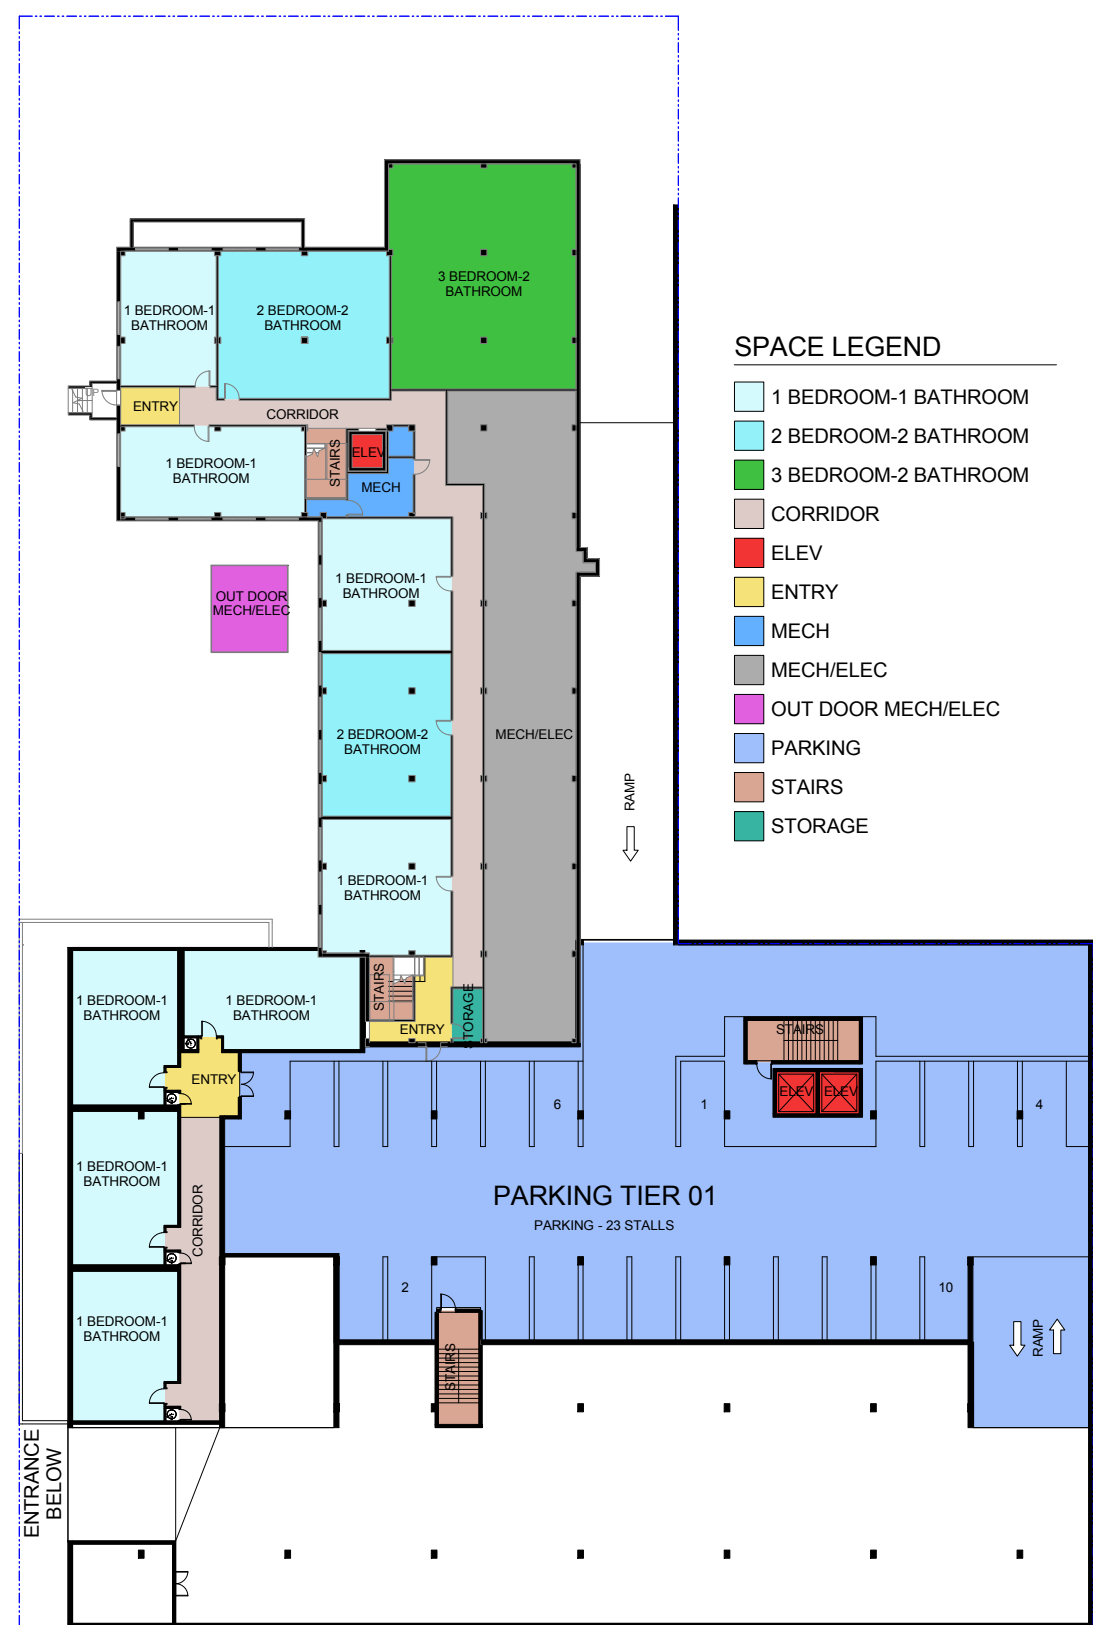 3 BEDROOM-2
BATHROOM
1 BEDROOM-1
BATHROOM
2 BEDROOM-2
BATHROOM
UP
ENTRY
CORRIDOR
1 BEDROOM-1
BATHROOM
STAIRS
ELEV
MECH
OUT DOOR
MECH/ELEC
1 BEDROOM-1
BATHROOM
2 BEDROOM-2
BATHROOM
MECH/ELEC
1 BEDROOM-1
BATHROOM
RAMP
SPACE LEGEND
1 BEDROOM-1 BATHROOM
2 BEDROOM-2 BATHROOM
3 BEDROOM-2 BATHROOM
CORRIDOR
ELEV
ENTRY
MECH
MECH/ELEC
OUT DOOR MECH/ELEC
PARKING
STAIRS
STORAGE
1 BEDROOM-1
BATHROOM
1 BEDROOM-1
BATHROOM
STAIRS
ENTRY
STORAGE
STAIRS
ELEV
ELEV
ENTRY
6
1
4
1 BEDROOM-1
BATHROOM
CORRIDOR
PARKING TIER 01
PARKING - 23 STALLS
2
10
1 BEDROOM-1
BATHROOM
STAIRS
RAMP
ENTRANCE
BELOW